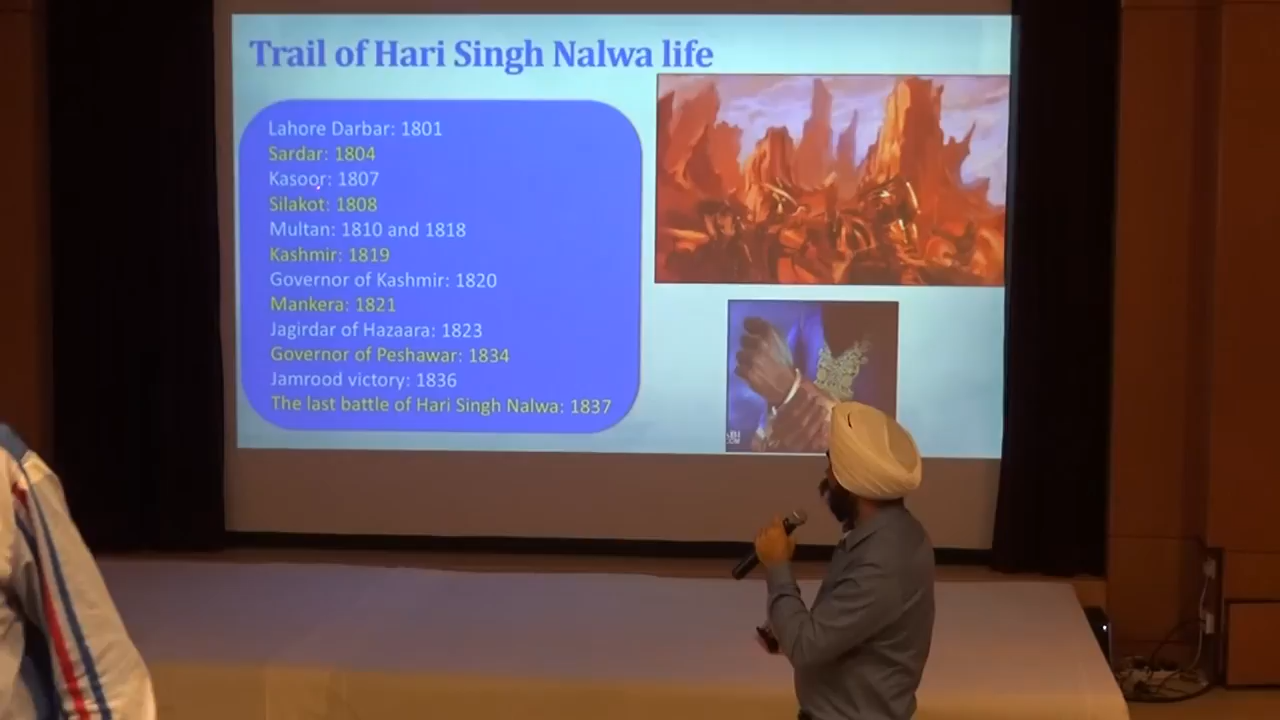 Trail of Hari Singh Nalwa life
Lahore Darbar: 1801
Sardar: 1804
Kasoor: 1807
Silakot: 1808
Multan: 1810 and 1818
Kashmir: 1819
Governor of Kashmir: 1820
Mankera: 1821
Jagirdar of Hazaara: 1823
Governor of Peshawar: 1834
Jamrood victory: 1836
The last battle of Hari Singh Nalwa: 1837